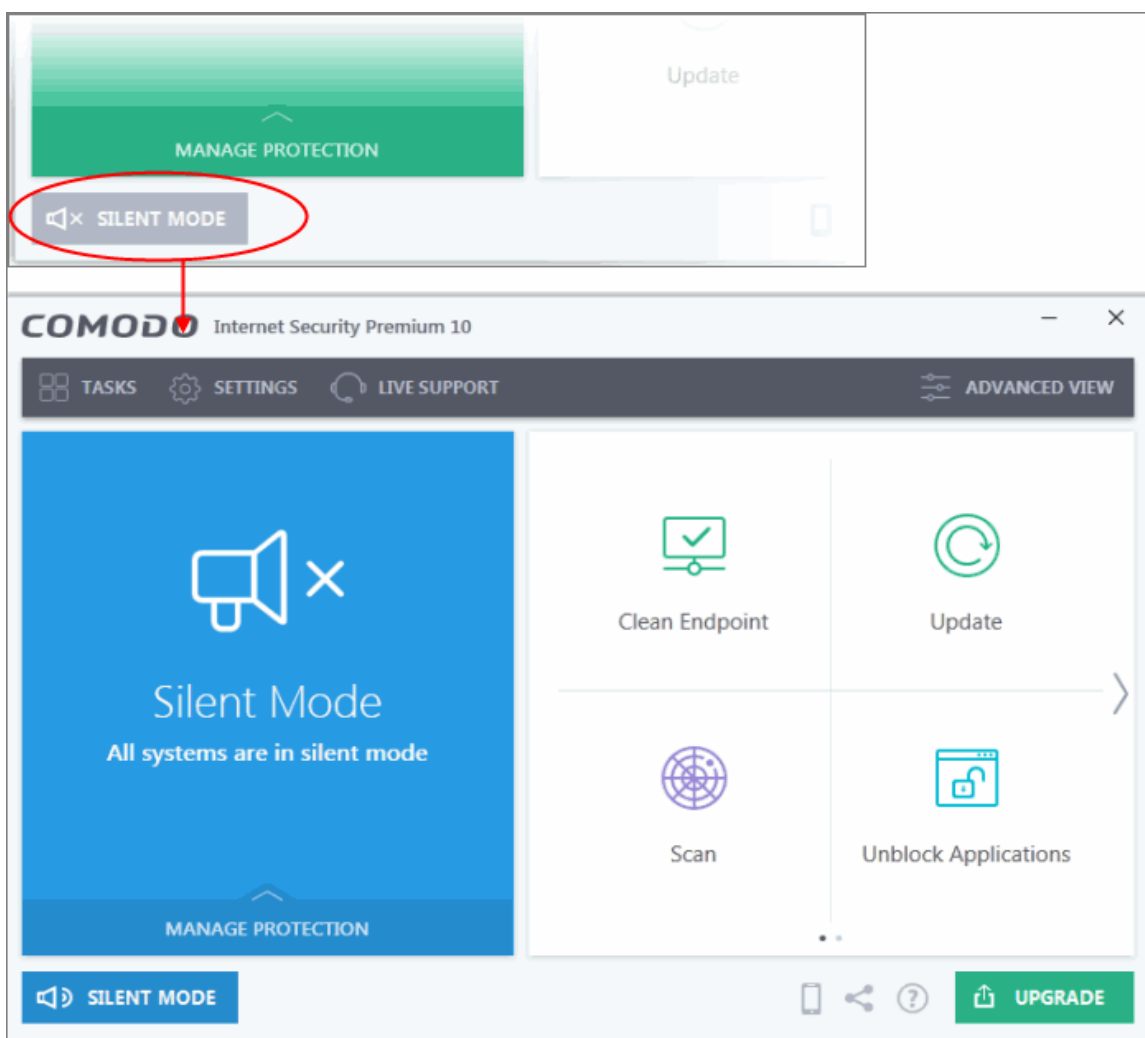 Update
MANAGE PROTECTION
SILENT MODE
COMODO Internet Security Premium 10
TASKS SETTINGS LIVE SUPPORT ADVANCED VIEW
Silent Mode
All systems are in silent mode
MANAGE PROTECTION
Clean Endpoint Update
Scan Unblock Applications
SILENT MODE
UPGRADE